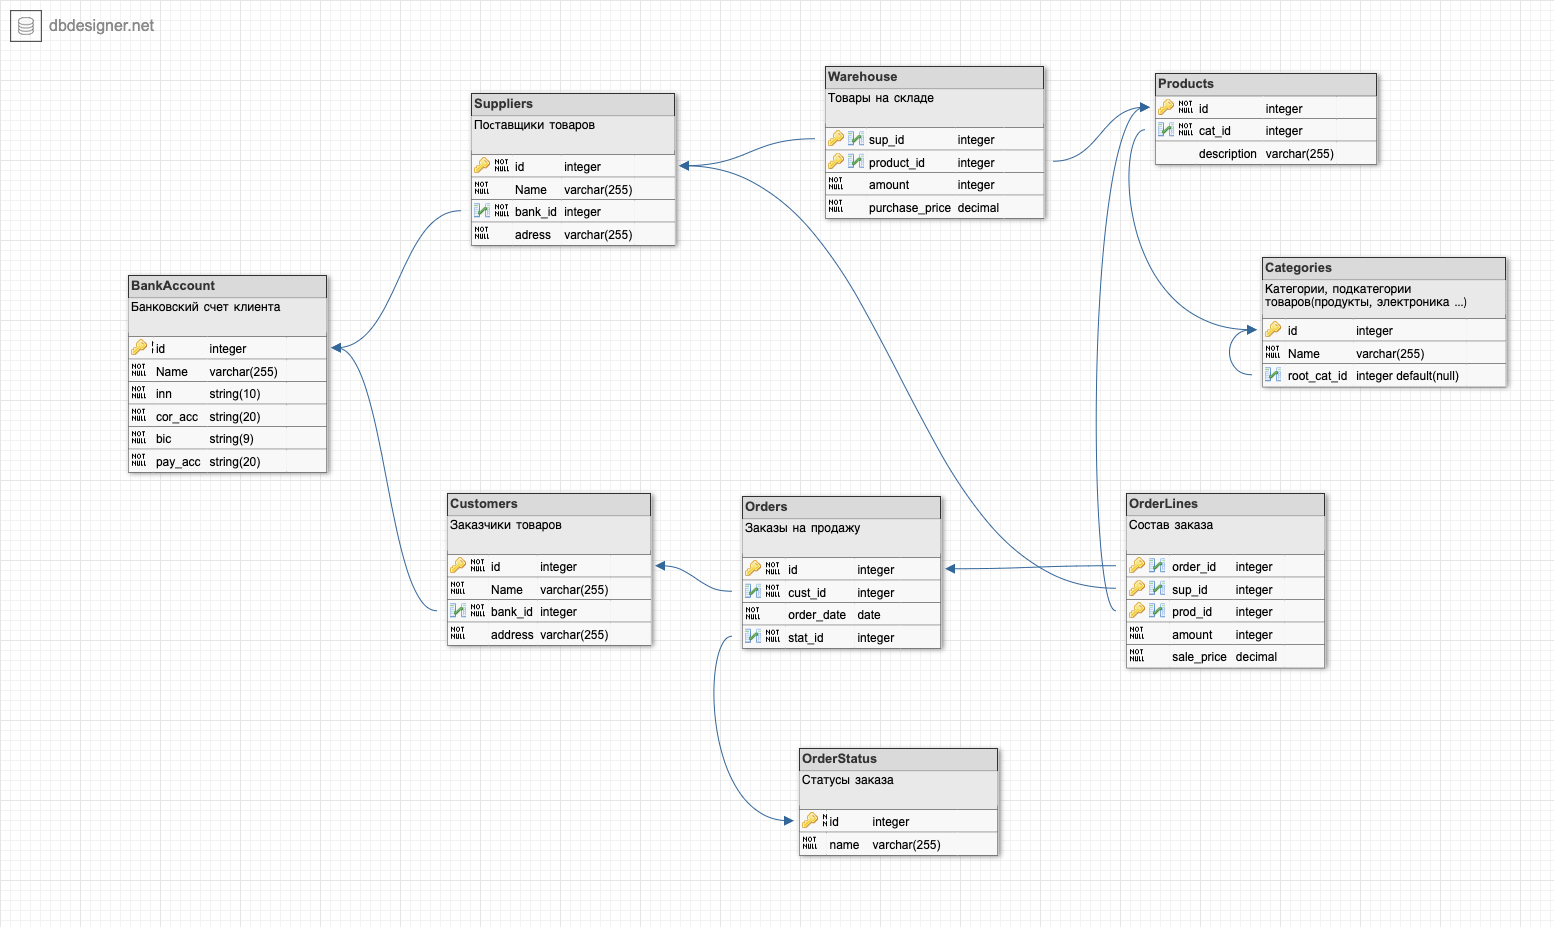 dbdesigner.net
Suppliers
Поставщики товаров
NOT NULL id integer
NOT NULL Name varchar(255)
NOT NULL bank_id integer
NOT NULL adress varchar(255)
Warehouse
Товары на складе
sup_id integer
product_id integer
NOT NULL amount integer
NOT NULL purchase_price decimal
Products
NOT NULL id integer
NOT NULL cat_id integer
description varchar(255)
Categories
Категории, подкатегории
товаров(продукты, электроника ...)
id integer
NOT NULL Name varchar(255)
root_cat_id integer default(null)
BankAccount
Банковский счет клиента
id integer
NOT NULL Name varchar(255)
NOT NULL inn string(10)
NOT NULL cor_acc string(20)
NOT NULL bic string(9)
NOT NULL pay_acc string(20)
Customers
Заказчики товаров
NOT NULL id integer
NOT NULL Name varchar(255)
NOT NULL bank_id integer
NOT NULL address varchar(255)
Orders
Заказы на продажу
NOT NULL id integer
NOT NULL cust_id integer
NOT NULL order_date date
NOT NULL stat_id integer
OrderLines
Состав заказа
order_id integer
sup_id integer
prod_id integer
NOT NULL amount integer
NOT NULL sale_price decimal
OrderStatus
Статусы заказа
N N id integer
NOT NULL name varchar(255)